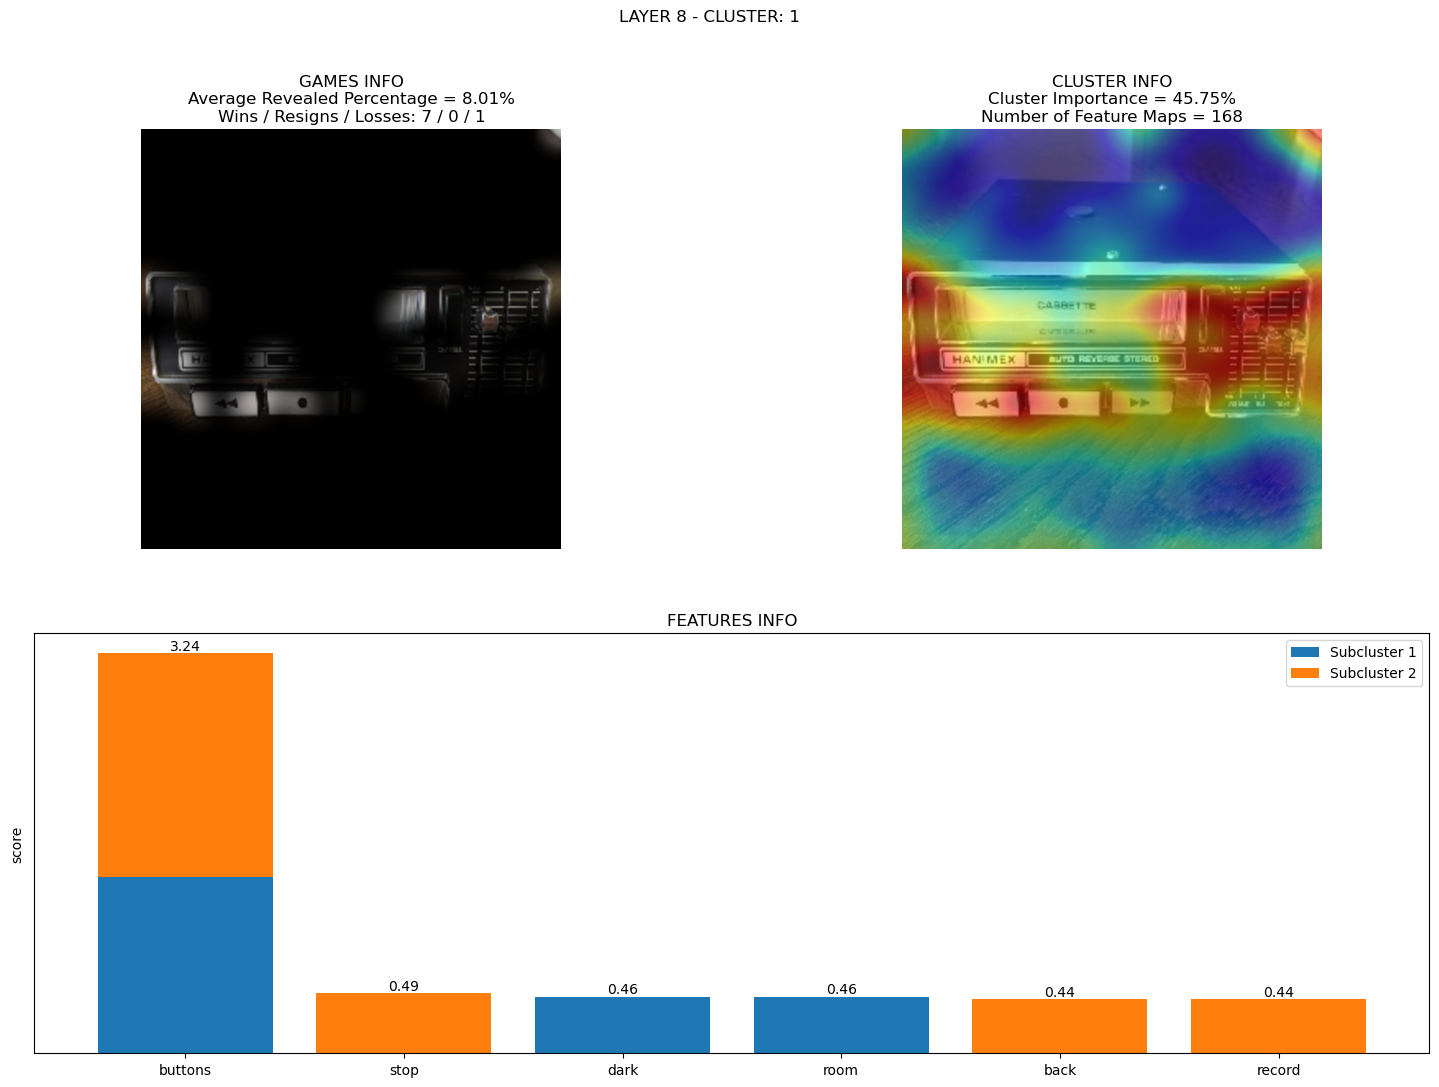 LAYER 8 - CLUSTER: 1
GAMES INFO
Average Revealed Percentage = 8.01%
Wins / Resigns / Losses: 7 / 0 / 1
CLUSTER INFO
Cluster Importance = 45.75%
Number of Feature Maps = 168
CASSETTE
HANIMEX
AUTO REVERSE STEREO
FEATURES INFO
Subcluster 1
Subcluster 2
score
3.24
0.49
0.46
0.46
0.44
0.44
buttons
stop
dark
room
back
record